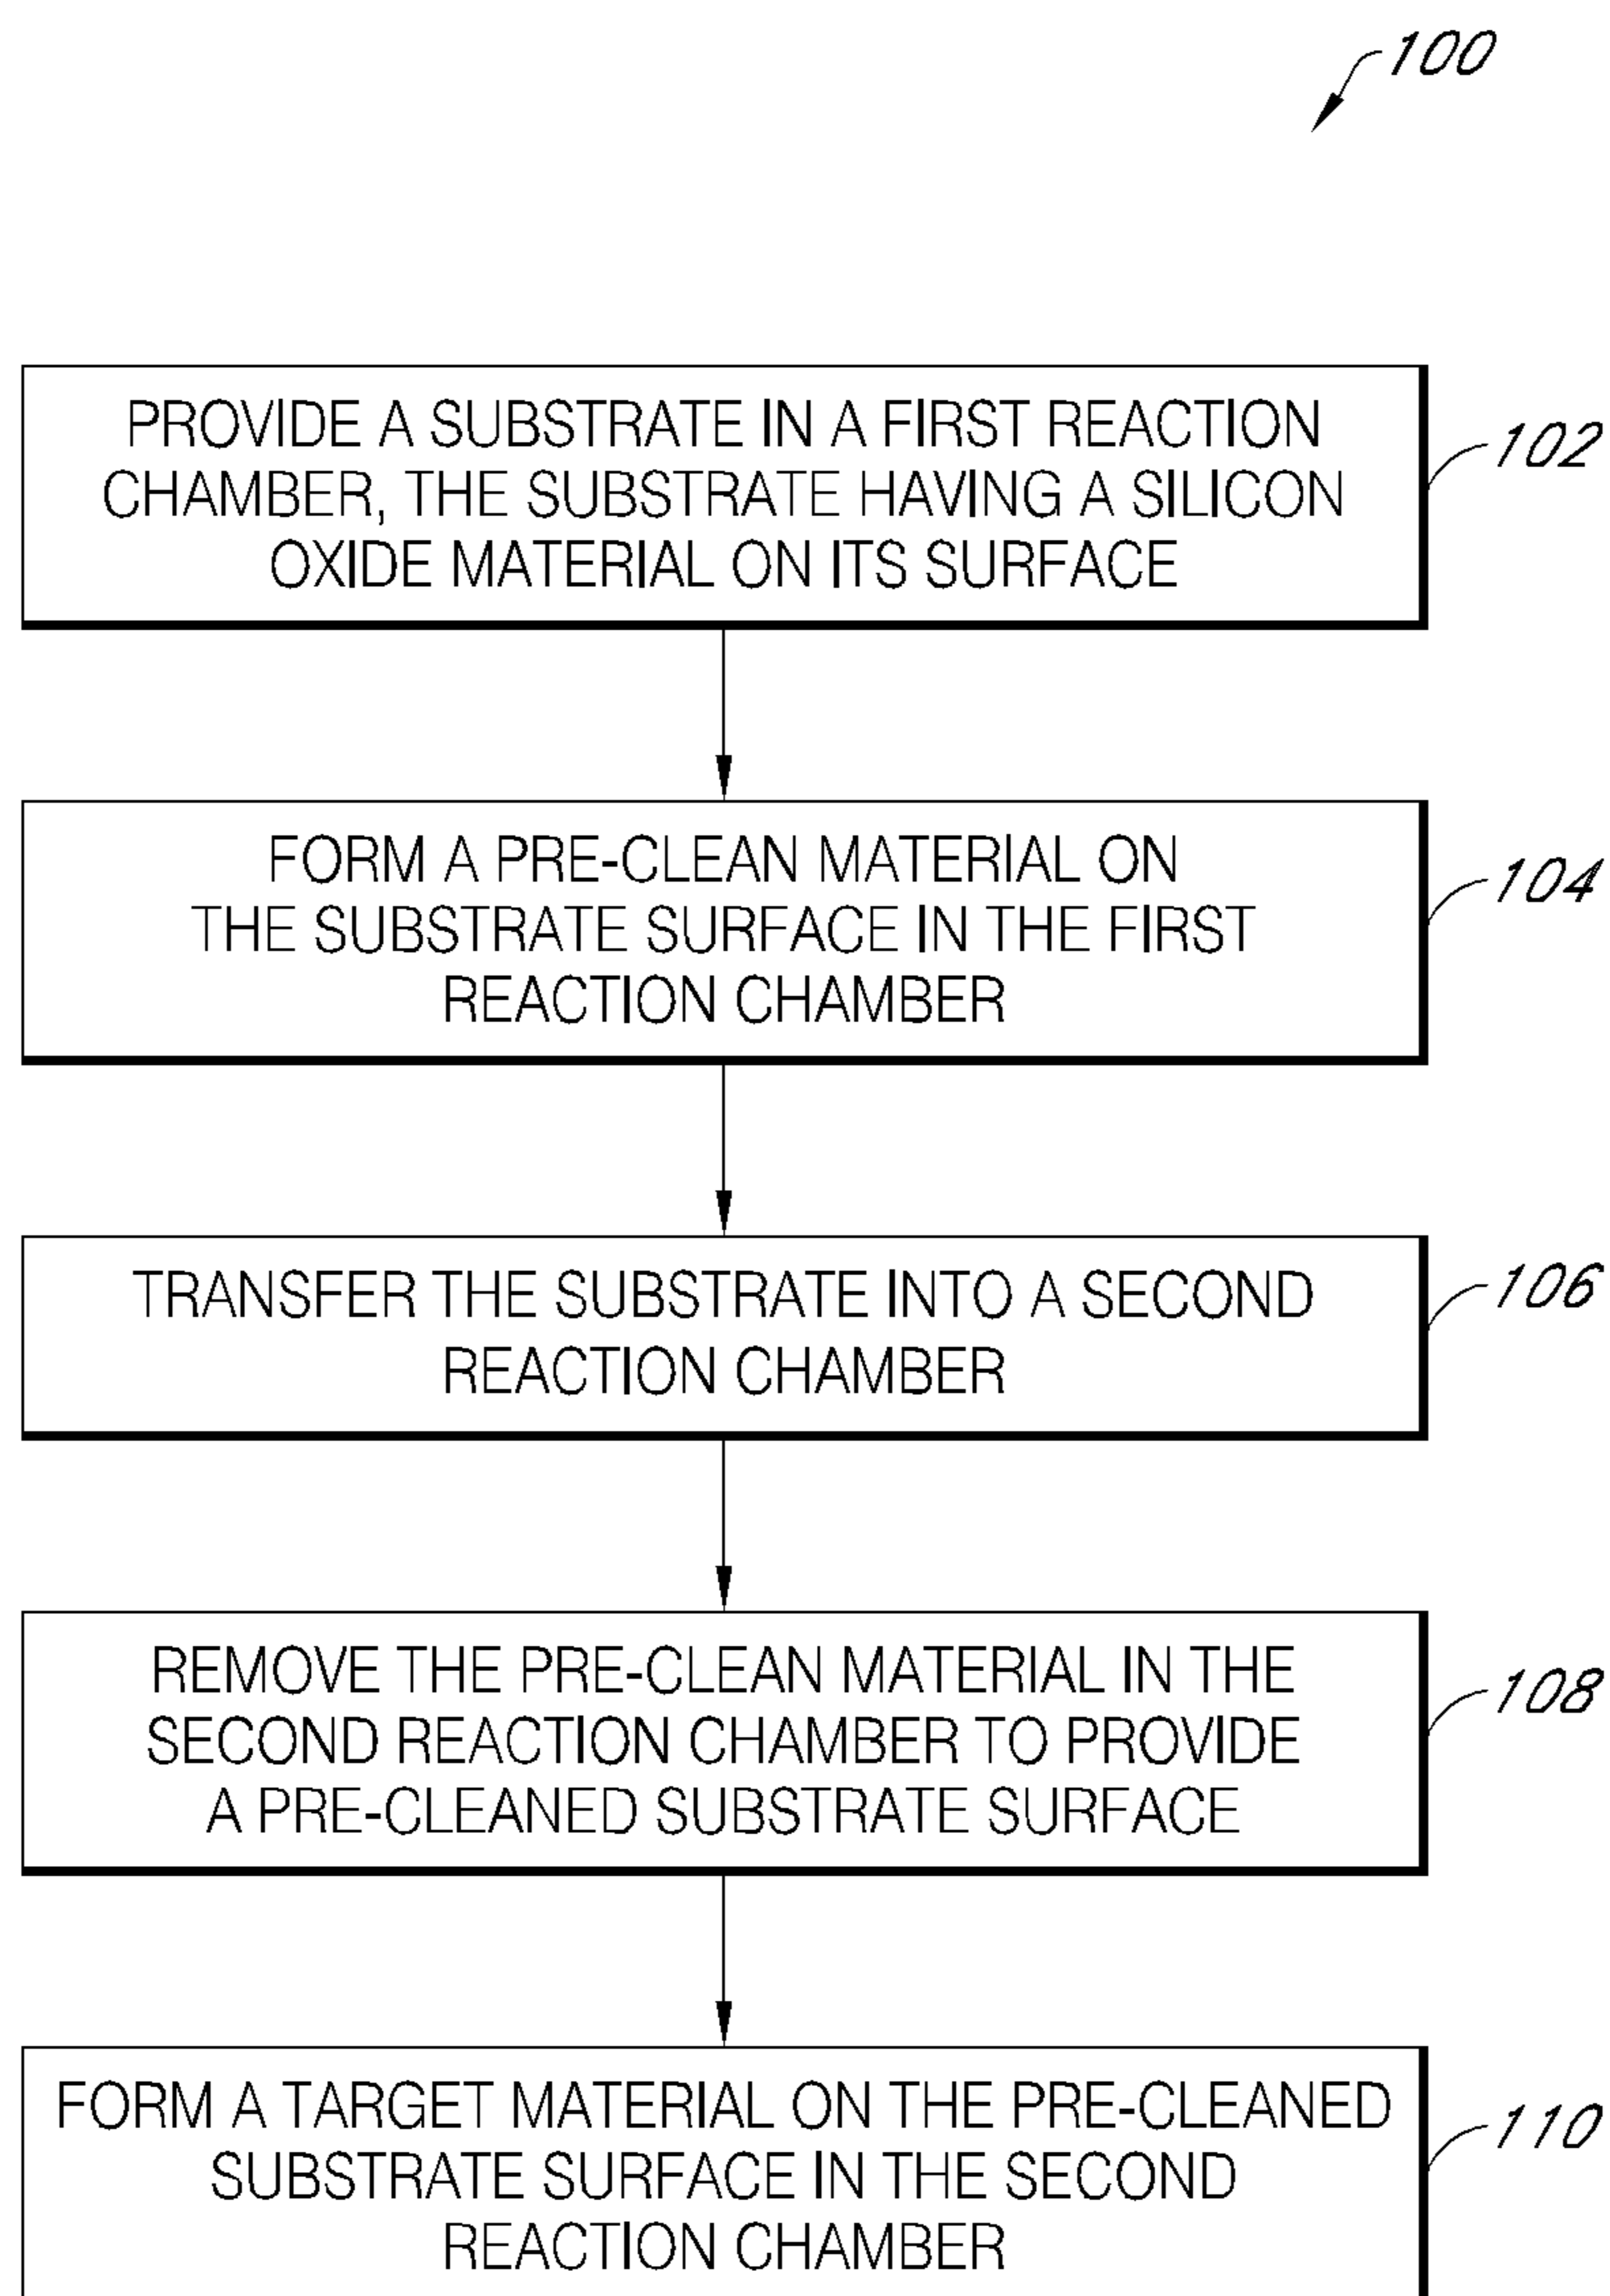 100
PROVIDE A SUBSTRATE IN A FIRST REACTION
CHAMBER, THE SUBSTRATE HAVING A SILICON
OXIDE MATERIAL ON ITS SURFACE
102
FORM A PRE-CLEAN MATERIAL ON
THE SUBSTRATE SURFACE IN THE FIRST
REACTION CHAMBER
104
TRANSFER THE SUBSTRATE INTO A SECOND
REACTION CHAMBER
106
REMOVE THE PRE-CLEAN MATERIAL IN THE
SECOND REACTION CHAMBER TO PROVIDE
A PRE-CLEANED SUBSTRATE SURFACE
108
FORM A TARGET MATERIAL ON THE PRE-CLEANED
SUBSTRATE SURFACE IN THE SECOND
REACTION CHAMBER
110